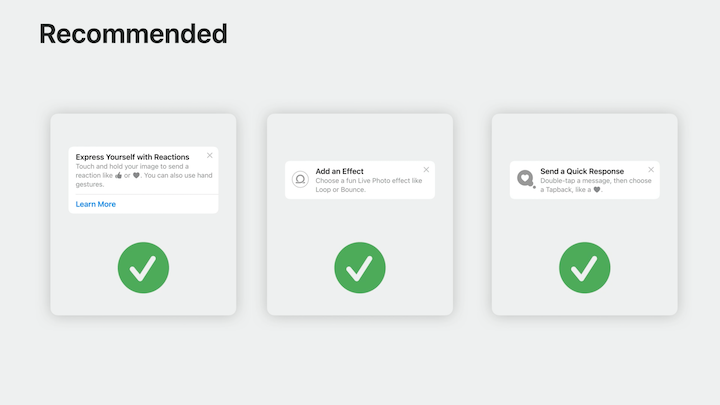 Recommended
Express Yourself with Reactions
Touch and hold your image to send a
reaction like 👍 or ♥. You can also use hand
gestures.
Learn More
Add an Effect
Choose a fun Live Photo effect like
Loop or Bounce.
Send a Quick Response
Double-tap a message, then choose
a Tapback, like a ♥.